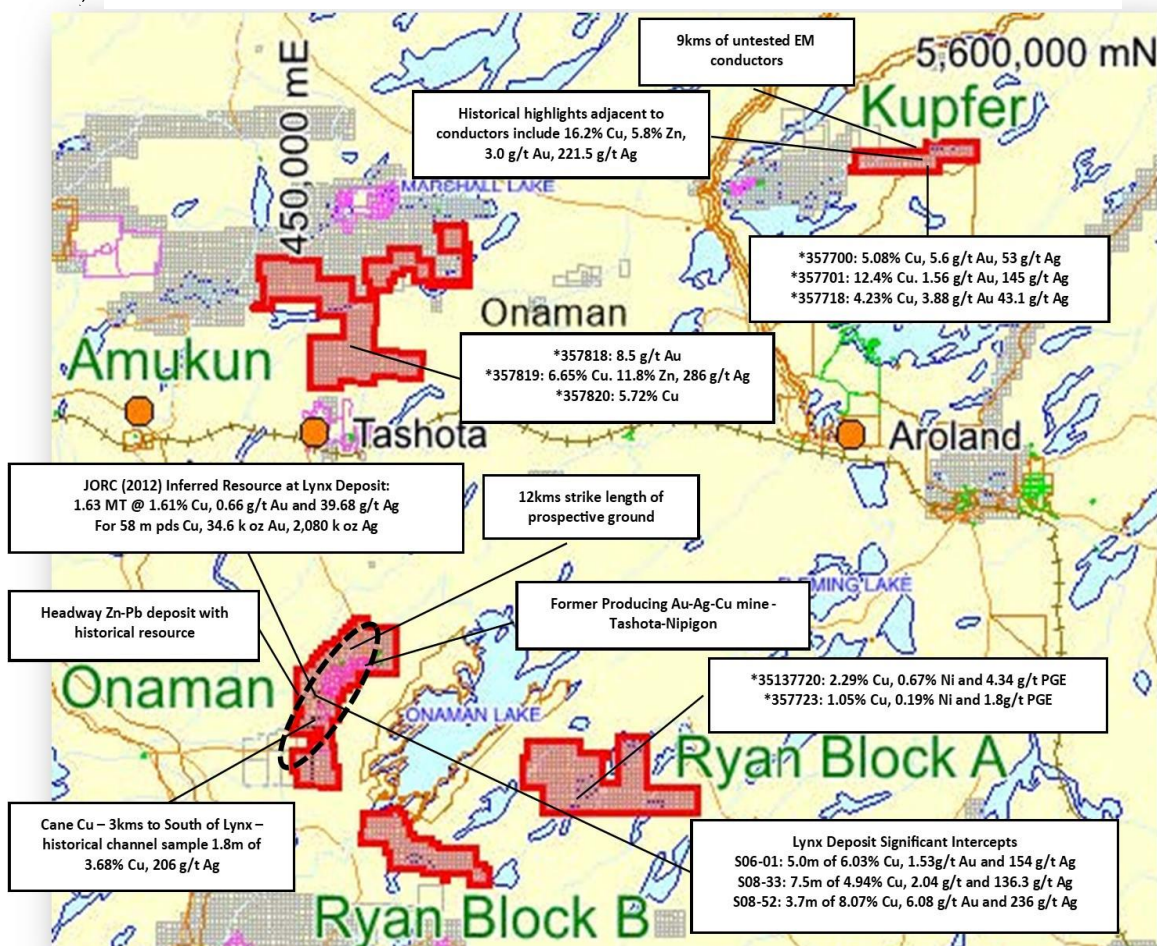 9kms of untested EM
conductors
5,600,000 mN
Kupfer
Historical highlights adjacent to
conductors include 16.2% Cu, 5.8% Zn,
3.0 g/t Au, 221.5 g/t Ag
450,000 mE
MARSHALL LAKE
*357700: 5.08% Cu, 5.6 g/t Au, 53 g/t Ag
*357701: 12.4% Cu. 1.56 g/t Au, 145 g/t Ag
*357718: 4.23% Cu, 3.88 g/t Au 43.1 g/t Ag
Onaman
Amukun
*357818: 8.5 g/t Au
*357819: 6.65% Cu. 11.8% Zn, 286 g/t Ag
*357820: 5.72% Cu
Tashota
Aroland
JORC (2012) Inferred Resource at Lynx Deposit:
1.63 MT @ 1.61% Cu, 0.66 g/t Au and 39.68 g/t Ag
For 58 m pds Cu, 34.6 k oz Au, 2,080 k oz Ag
12kms strike length of
prospective ground
FLEMING LAKE
Headway Zn-Pb deposit with
historical resource
Former Producing Au-Ag-Cu mine -
Tashota-Nipigon
Onaman
ONAMAN LAKE
*35137720: 2.29% Cu, 0.67% Ni and 4.34 g/t PGE
*357723: 1.05% Cu, 0.19% Ni and 1.8g/t PGE
Ryan Block A
Cane Cu – 3kms to South of Lynx –
historical channel sample 1.8m of
3.68% Cu, 206 g/t Ag
Lynx Deposit Significant Intercepts
S06-01: 5.0m of 6.03% Cu, 1.53g/t Au and 154 g/t Ag
S08-33: 7.5m of 4.94% Cu, 2.04 g/t and 136.3 g/t Ag
S08-52: 3.7m of 8.07% Cu, 6.08 g/t Au and 236 g/t Ag
Ryan Block B